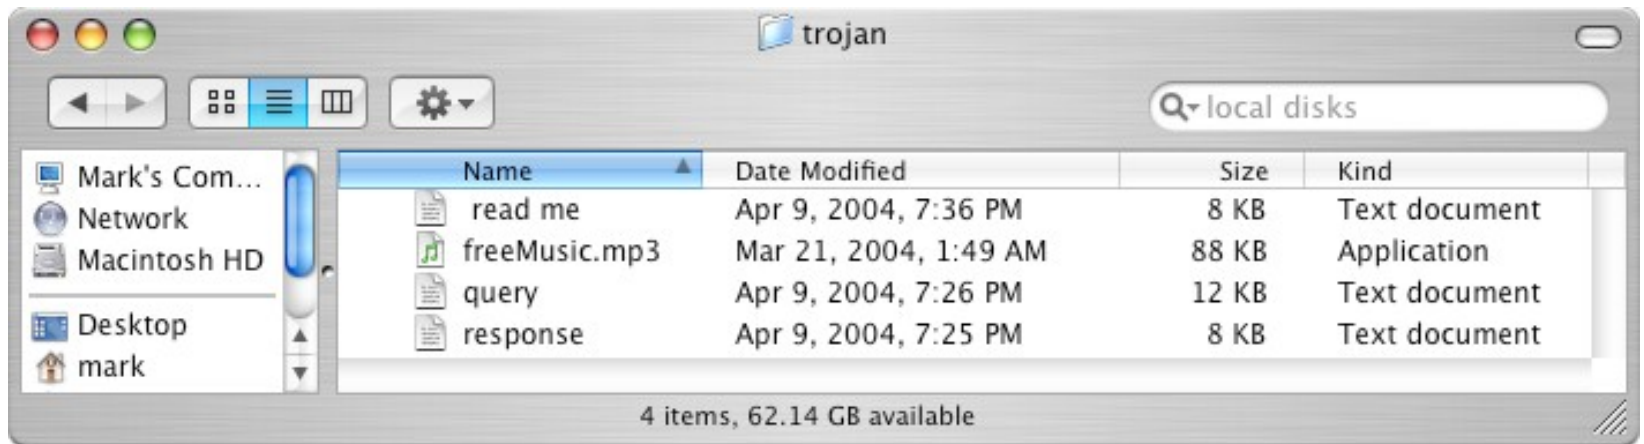 trojan
local disks
Mark's Com...
Network
Macintosh HD
Desktop
mark
Name Date Modified Size Kind
read me Apr 9, 2004, 7:36 PM 8 KB Text document
freeMusic.mp3 Mar 21, 2004, 1:49 AM 88 KB Application
query Apr 9, 2004, 7:26 PM 12 KB Text document
response Apr 9, 2004, 7:25 PM 8 KB Text document
4 items, 62.14 GB available